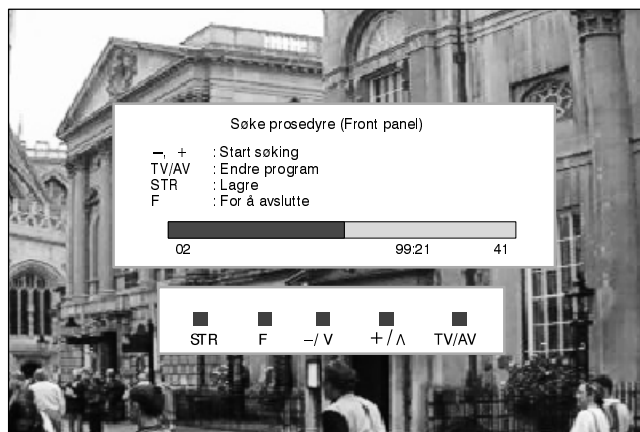 Søke prosedyre (Front panel)
–, + : Start søking
TV/AV : Endre program
STR : Lagre
F : For å avslutte
02 99:21 41
STR F –/ V + / Λ TV/AV